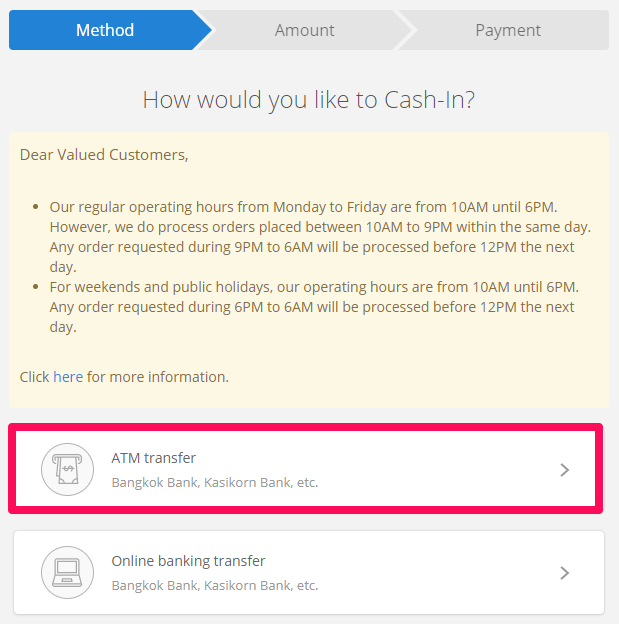 Method
Amount
Payment
How would you like to Cash-In?
Dear Valued Customers,
• Our regular operating hours from Monday to Friday are from 10AM until 6PM.
However, we do process orders placed between 10AM to 9PM within the same day.
Any order requested during 9PM to 6AM will be processed before 12PM the next
day.
• For weekends and public holidays, our operating hours are from 10AM until 6PM.
Any order requested during 6PM to 6AM will be processed before 12PM the next
day.
Click here for more information.
ATM transfer
Bangkok Bank, Kasikorn Bank, etc.
Online banking transfer
Bangkok Bank, Kasikorn Bank, etc.